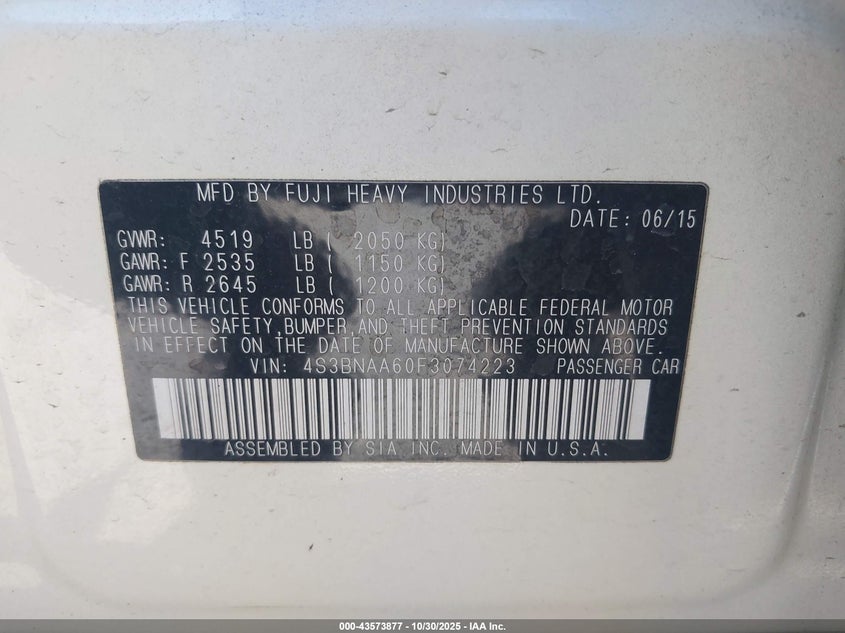 MFD BY FUJI HEAVY INDUSTRIES LTD.
DATE: 06/15
GVWR: 4519 LB ( 2050 KG)
GAWR: F 2535 LB ( 1150 KG)
GAWR: R 2645 LB ( 1200 KG)
THIS VEHICLE CONFORMS TO ALL APPLICABLE FEDERAL MOTOR
VEHICLE SAFETY,BUMPER,AND THEFT PREVENTION STANDARDS
IN EFFECT ON THE DATE OF MANUFACTURE SHOWN ABOVE.
VIN: 4S3BNAA60F3074223 PASSENGER CAR
ASSEMBLED BY SIA,INC. MADE IN U.S.A.
000-43573877 | 10/30/2025 - IAA Inc.